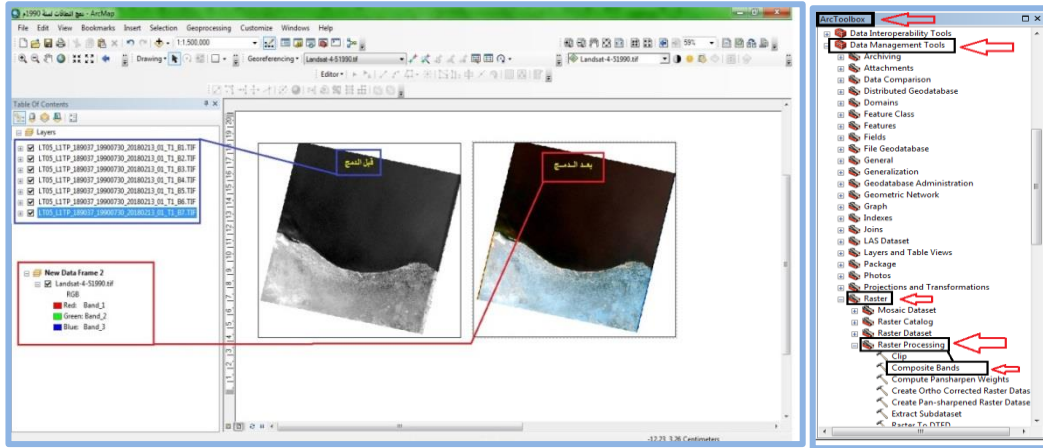 دمج النطاقات لسنة 1990م - ArcMap
File Edit View Bookmarks Insert Selection Geoprocessing Customize Windows Help
1:1,500,000
59%
Drawing
Georeferencing
Landsat-4-51990.tif
Landsat-4-51990.tif
Editor
Table Of Contents
Layers
LT05_L1TP_189037_19900730_20180213_01_T1_B1.TIF
LT05_L1TP_189037_19900730_20180213_01_T1_B2.TIF
LT05_L1TP_189037_19900730_20180213_01_T1_B3.TIF
LT05_L1TP_189037_19900730_20180213_01_T1_B4.TIF
LT05_L1TP_189037_19900730_20180213_01_T1_B5.TIF
LT05_L1TP_189037_19900730_20180213_01_T1_B6.TIF
LT05_L1TP_189037_19900730_20180213_01_T1_B7.TIF
New Data Frame 2
Landsat-4-51990.tif
RGB
Red: Band_1
Green: Band_2
Blue: Band_3
قبل الدمج
بعد الدمج
-12.23 3.26 Centimeters
ArcToolbox
Data Interoperability Tools
Data Management Tools
Archiving
Attachments
Data Comparison
Distributed Geodatabase
Domains
Feature Class
Features
Fields
File Geodatabase
General
Generalization
Geodatabase Administration
Geometric Network
Graph
Indexes
Joins
LAS Dataset
Layers and Table Views
Package
Photos
Projections and Transformations
Raster
Mosaic Dataset
Raster Catalog
Raster Dataset
Raster Processing
Clip
Composite Bands
Compute Pansharpen Weights
Create Ortho Corrected Raster Datas
Create Pan-sharpened Raster Datase
Extract Subdataset
Raster To DTED